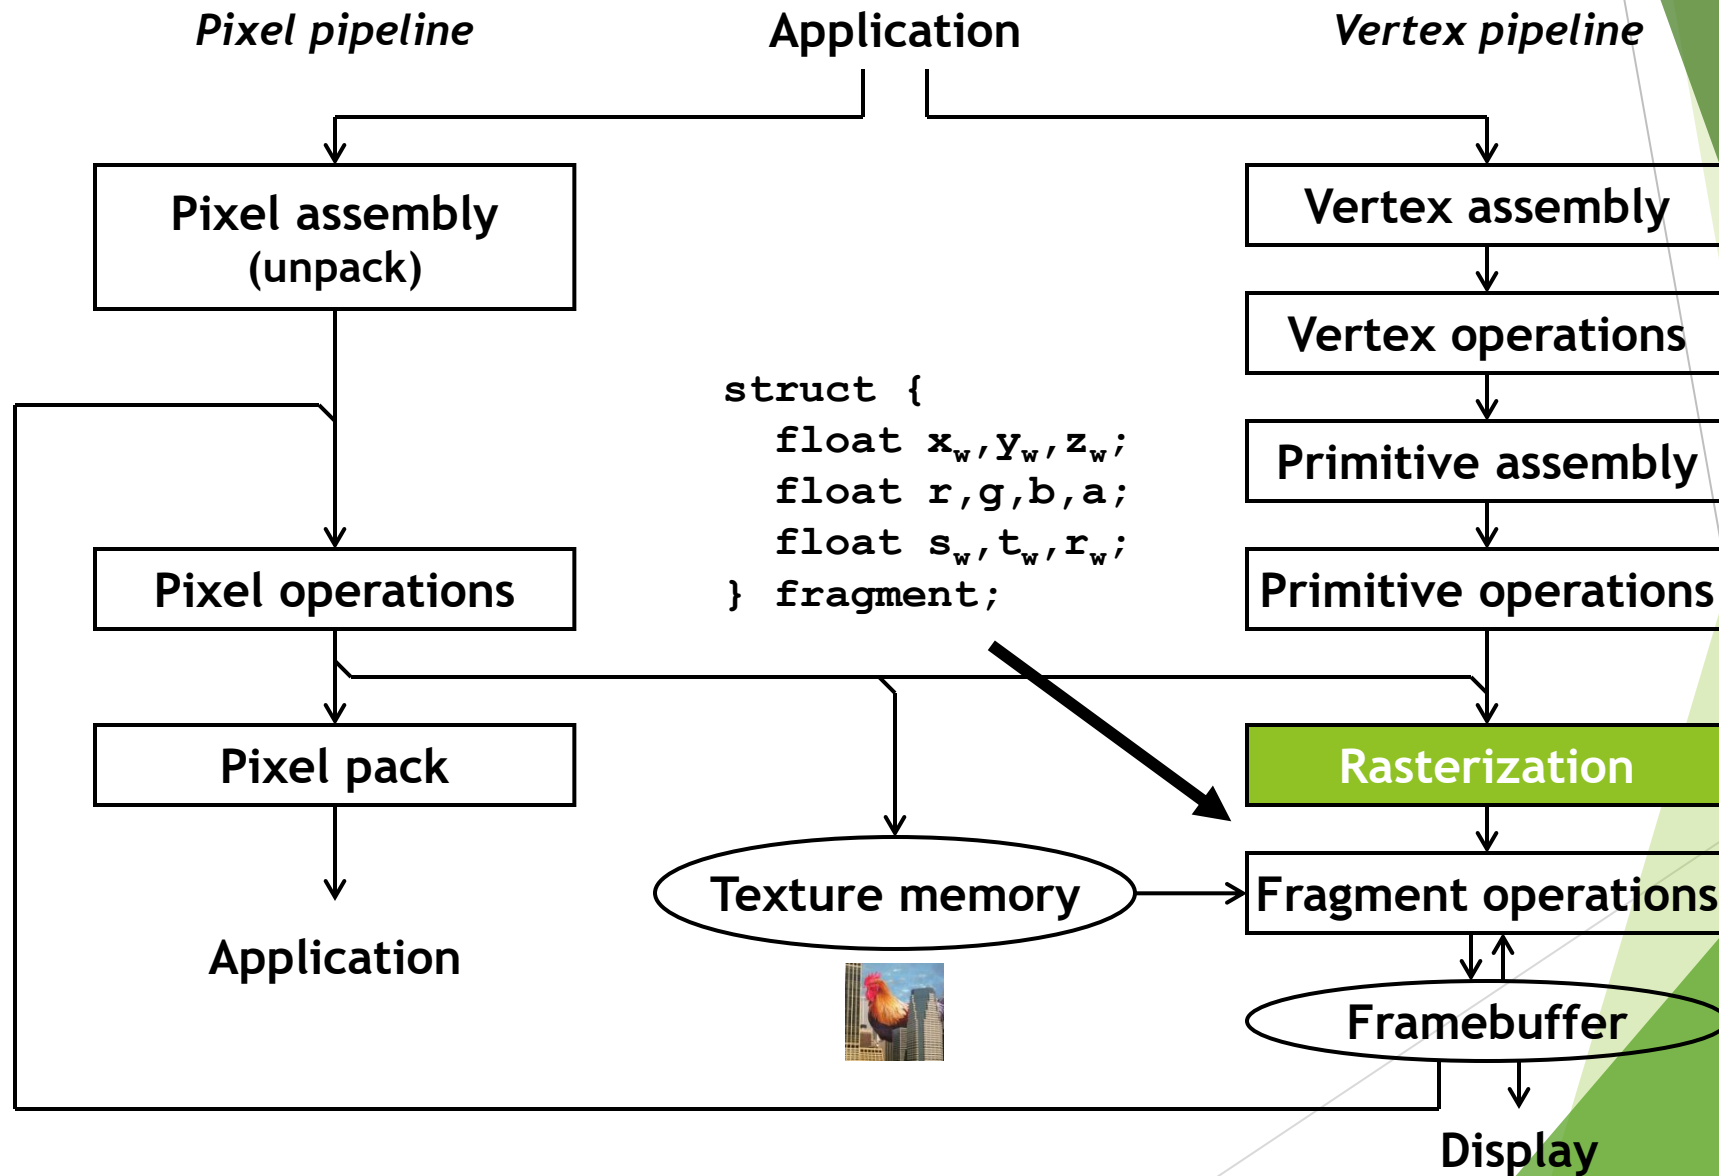 Pixel pipeline
Application
Vertex pipeline
Pixel assembly
(unpack)
Vertex assembly
Vertex operations
struct {
float xw,yw,zw;
float r,g,b,a;
float sw,tw,rw;
} fragment;
Primitive assembly
Pixel operations
Primitive operations
Pixel pack
Rasterization
Texture memory
Fragment operations
Application
Framebuffer
Display